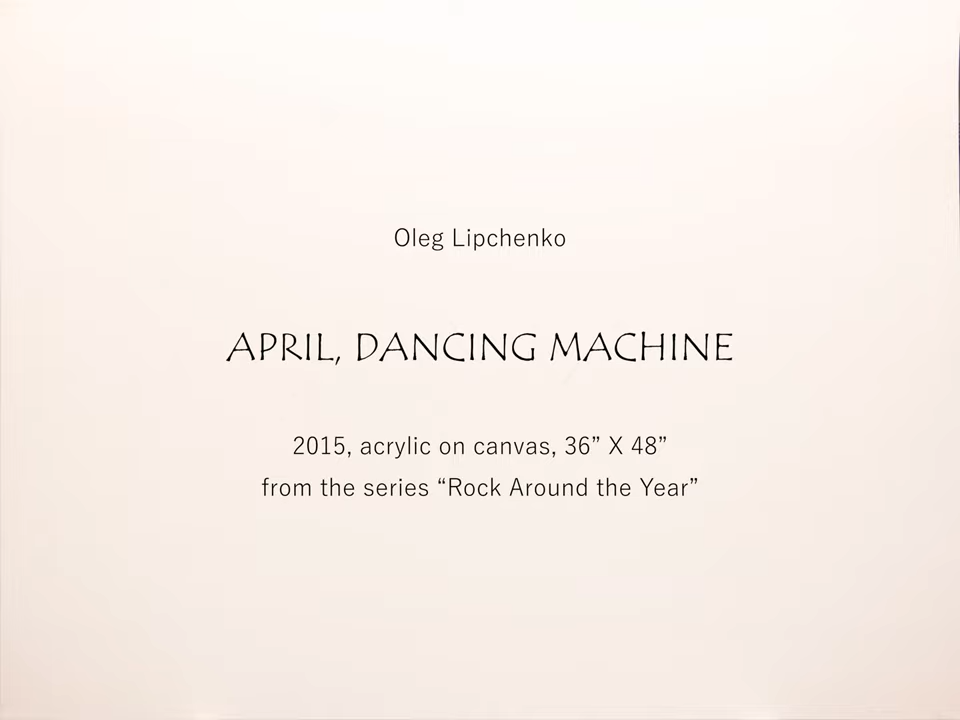 Oleg Lipchenko
APRIL, DANCING MACHINE
2015, acrylic on canvas, 36” X 48”
from the series “Rock Around the Year”